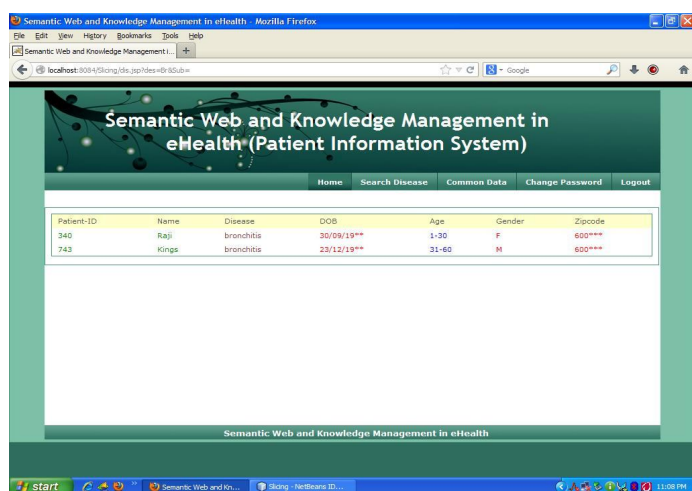 Semantic Web and Knowledge Management in eHealth - Mozilla Firefox
File Edit View History Bookmarks Tools Help
Semantic Web and Knowledge Management i... +
localhost:8084/Slicing/dis.jsp?des=Br&Sub=
Google
Semantic Web and Knowledge Management in
eHealth (Patient Information System)
Home Search Disease Common Data Change Password Logout
Patient-ID Name Disease DOB Age Gender Zipcode
340 Raji bronchitis 30/09/19** 1-30 F 600***
743 Kings bronchitis 23/12/19** 31-60 M 600***
Semantic Web and Knowledge Management in eHealth
start Semantic Web and Kn... Slicing - NetBeans ID... 11:08 PM